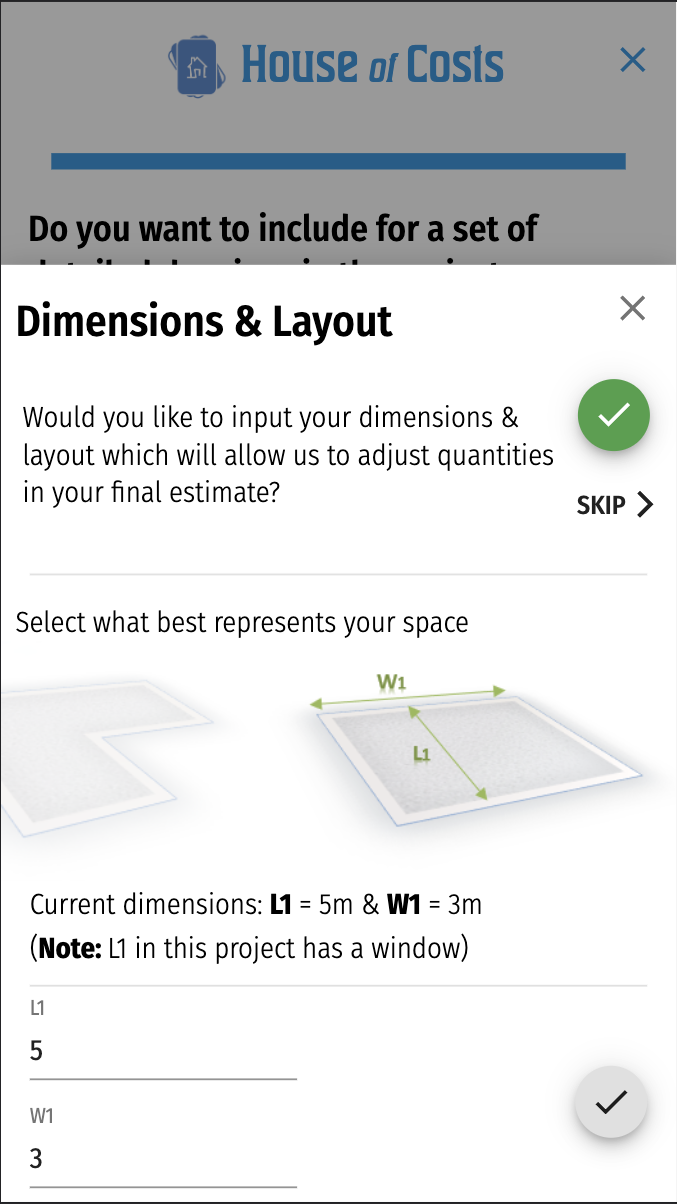 House of Costs
Do you want to include for a set of
Dimensions & Layout
Would you like to input your dimensions &
layout which will allow us to adjust quantities
in your final estimate?
SKIP
Select what best represents your space
W1
L1
Current dimensions: L1 = 5m & W1 = 3m
(Note: L1 in this project has a window)
L1
5
W1
3